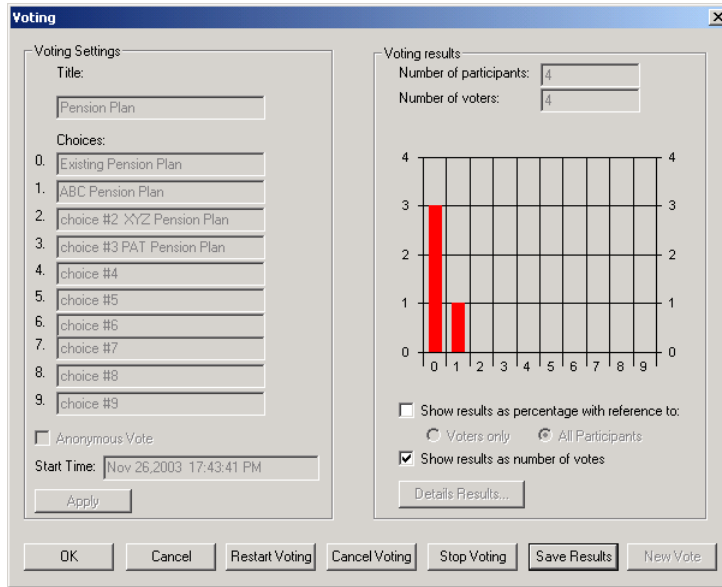 Voting
Voting Settings
Title:
Pension Plan
Choices:
0. Existing Pension Plan
1. ABC Pension Plan
2. choice #2 XYZ Pension Plan
3. choice #3 PAT Pension Plan
4. choice #4
5. choice #5
6. choice #6
7. choice #7
8. choice #8
9. choice #9
Anonymous Vote
Start Time: Nov 26,2003 17:43:41 PM
Apply
Voting results
Number of participants: 4
Number of voters: 4
4 4
3 3
2 2
1 1
0 0
0 1 2 3 4 5 6 7 8 9
Show results as percentage with reference to:
Voters only All Participants
Show results as number of votes
Details Results...
OK Cancel Restart Voting Cancel Voting Stop Voting Save Results New Vote